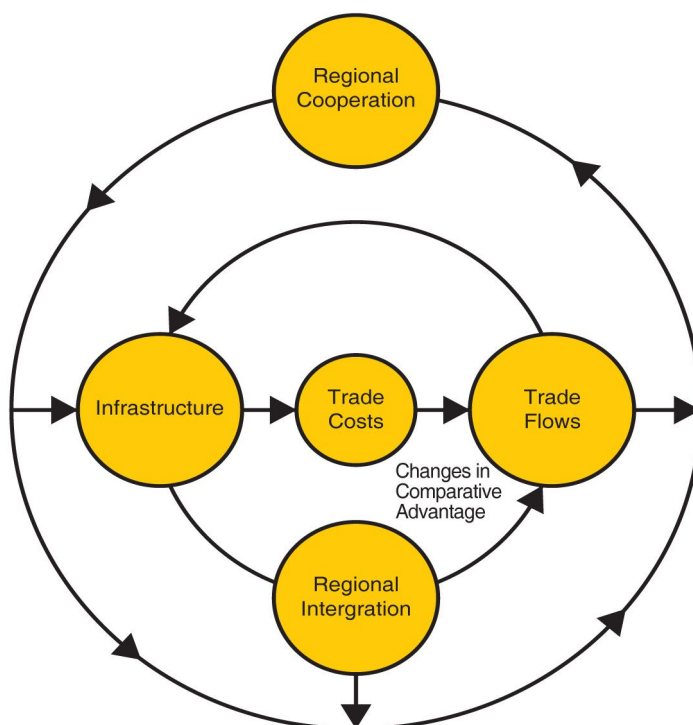 Regional
Cooperation
Infrastructure
Trade
Costs
Trade
Flows
Changes in
Comparative
Advantage
Regional
Intergration